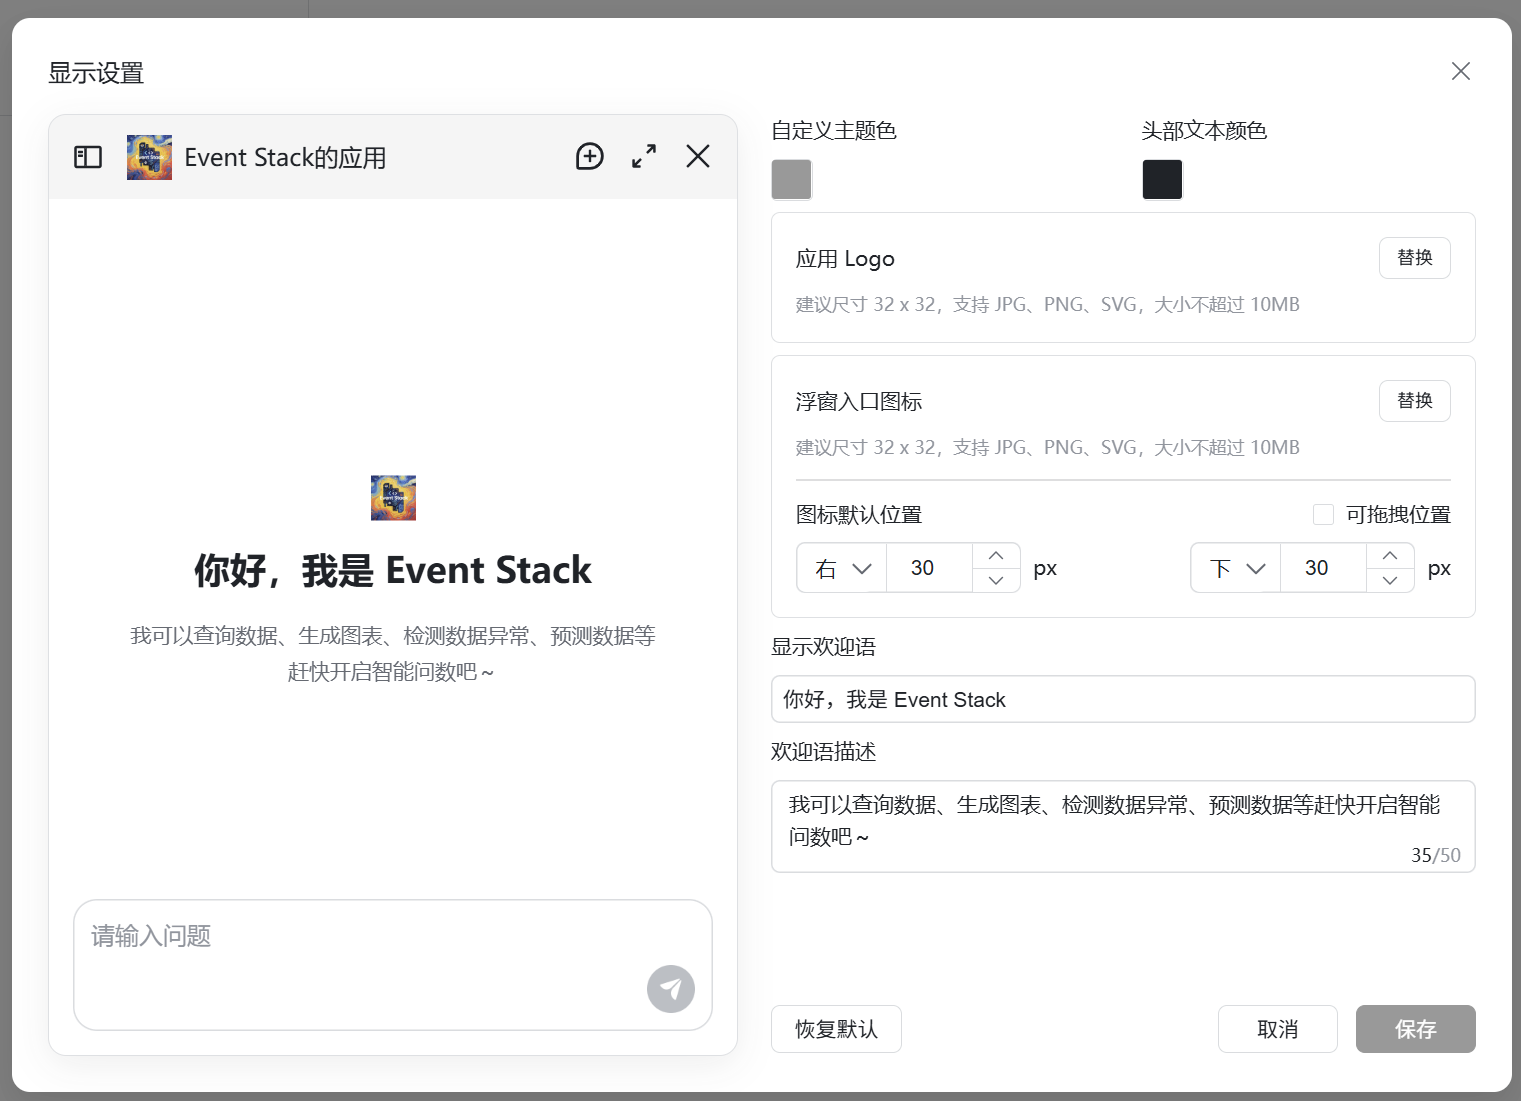 显示设置
Event Stack的应用
你好，我是 Event Stack
我可以查询数据、生成图表、检测数据异常、预测数据等
赶快开启智能问数吧～
请输入问题
自定义主题色
头部文本颜色
应用 Logo
替换
建议尺寸 32 x 32，支持 JPG、PNG、SVG，大小不超过 10MB
浮窗入口图标
替换
建议尺寸 32 x 32，支持 JPG、PNG、SVG，大小不超过 10MB
图标默认位置
可拖拽位置
右 30 px
下 30 px
显示欢迎语
你好，我是 Event Stack
欢迎语描述
我可以查询数据、生成图表、检测数据异常、预测数据等赶快开启智能
问数吧～
35/50
恢复默认
取消
保存